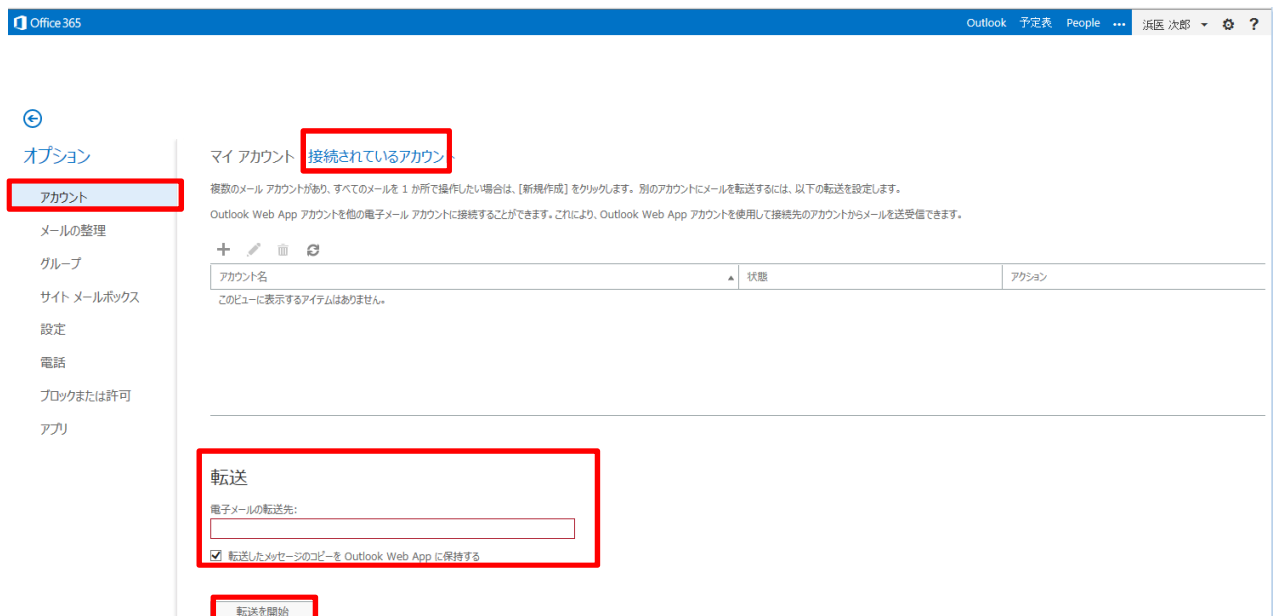 Office 365
Outlook 予定表 People ••• 浜医 次郎 ?
オプション
アカウント
メールの整理
グループ
サイト メールボックス
設定
電話
ブロックまたは許可
アプリ
マイ アカウント 接続されているアカウント
複数のメール アカウントがあり、すべてのメールを 1 か所で操作したい場合は、[新規作成] をクリックします。別のアカウントにメールを転送するには、以下の転送を設定します。
Outlook Web App アカウントを他の電子メール アカウントに接続することができます。これにより、Outlook Web App アカウントを使用して接続先のアカウントからメールを送受信できます。
アカウント名 状態 アクション
このビューに表示するアイテムはありません。
転送
電子メールの転送先:
転送したメッセージのコピーを Outlook Web App に保持する
転送を開始